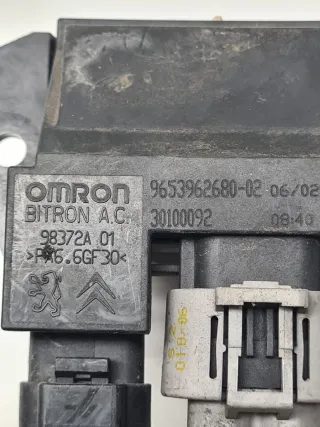 OMRON
BITRON A.C.
98372A 01
>PA6.6GF30<
9653962680-02 06/02
30100092 08:40